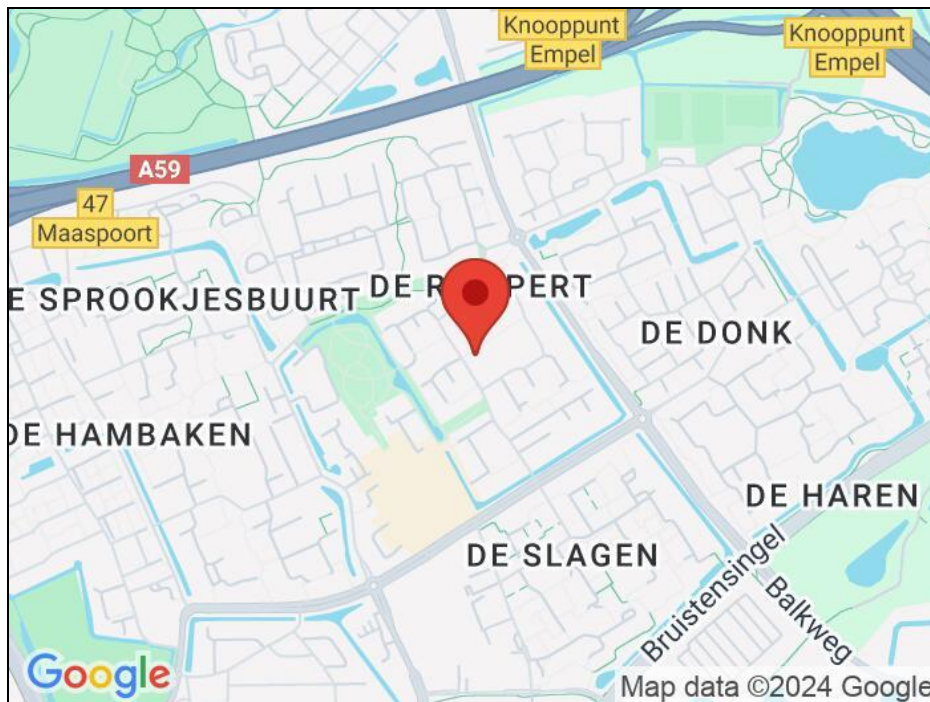 Knooppunt
Empel
Knooppunt
Empel
A59
47
Maaspoort
E SPROOKJESBUURT
DE R PERT
DE DONK
DE HAMBAKEN
DE HAREN
DE SLAGEN
Bruistensingel
Balkweg
Google
Map data ©2024 Google